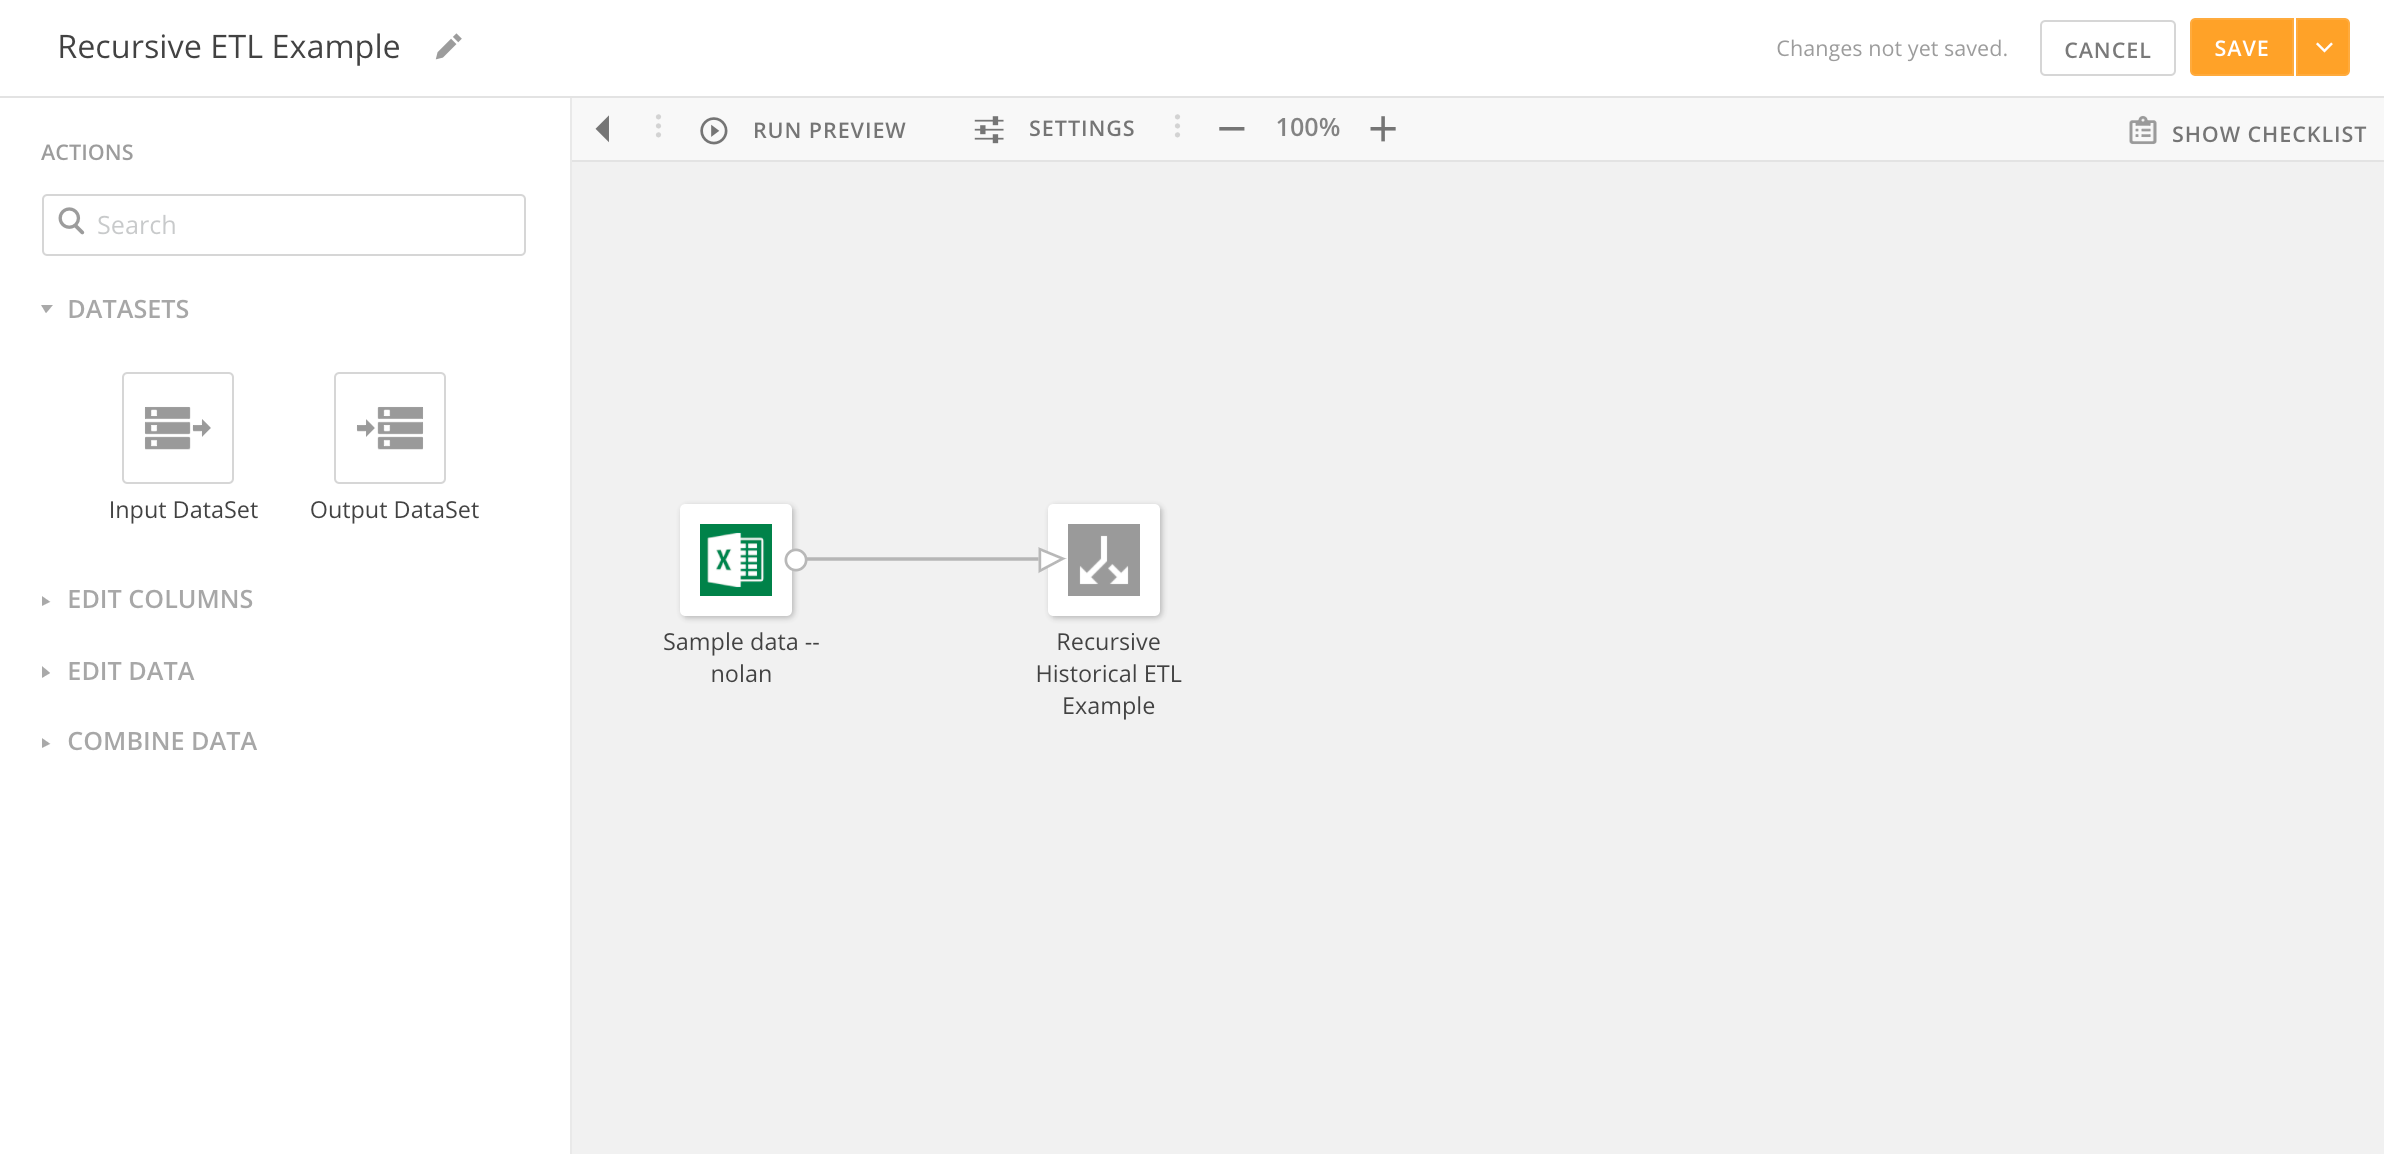 Recursive ETL Example
Changes not yet saved.
CANCEL
SAVE
ACTIONS
RUN PREVIEW
SETTINGS
100%
SHOW CHECKLIST
Search
DATASETS
Input DataSet
Output DataSet
EDIT COLUMNS
EDIT DATA
COMBINE DATA
X
Sample data --
nolan
Recursive
Historical ETL
Example